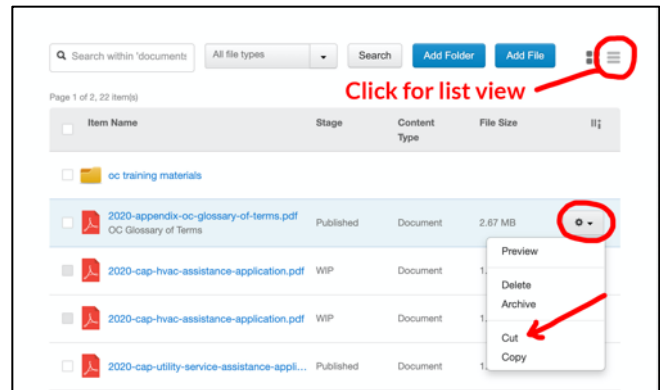 Search within 'documents
All file types
Search
Add Folder
Add File
Click for list view
Page 1 of 2, 22 item(s)
Item Name Stage Content Type File Size
oc training materials
2020-appendix-oc-glossary-of-terms.pdf Published Document 2.67 MB
OC Glossary of Terms
Preview
2020-cap-hvac-assistance-application.pdf WIP Document 1.
Delete
Archive
2020-cap-hvac-assistance-application.pdf WIP Document 1.
Cut
Copy
2020-cap-utility-service-assistance-appli... Published Document 1.